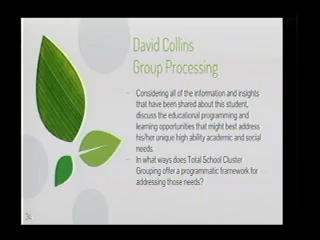 David Collins
Group Processing
- Considering all of the information and insights
that have been shared about this student,
discuss the educational programming and
learning opportunities that might best address
his/her unique high ability academic and social
needs.
- In what ways does Total School Cluster
Grouping offer a programmatic framework for
addressing those needs?